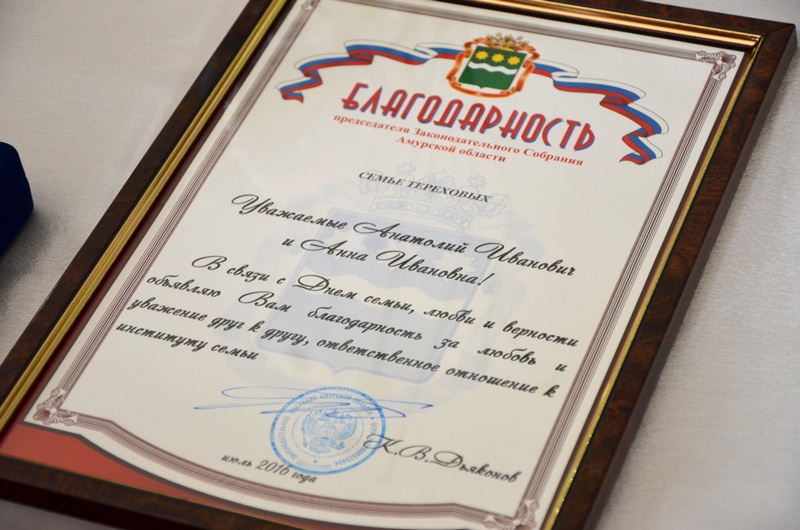 БЛАГОДАРНОСТЬ
председателя Законодательного Собрания
Амурской области
СЕМЬЕ ТЕРЕХОВЫХ
Уважаемые Анатолий Иванович
и Анна Ивановна!
В связи с Днем семьи, любви и верности
объявляю Вам благодарность за любовь и
уважение друг к другу, ответственное отношение к
институту семьи
К.В.Дьяконов
июль 2016 года